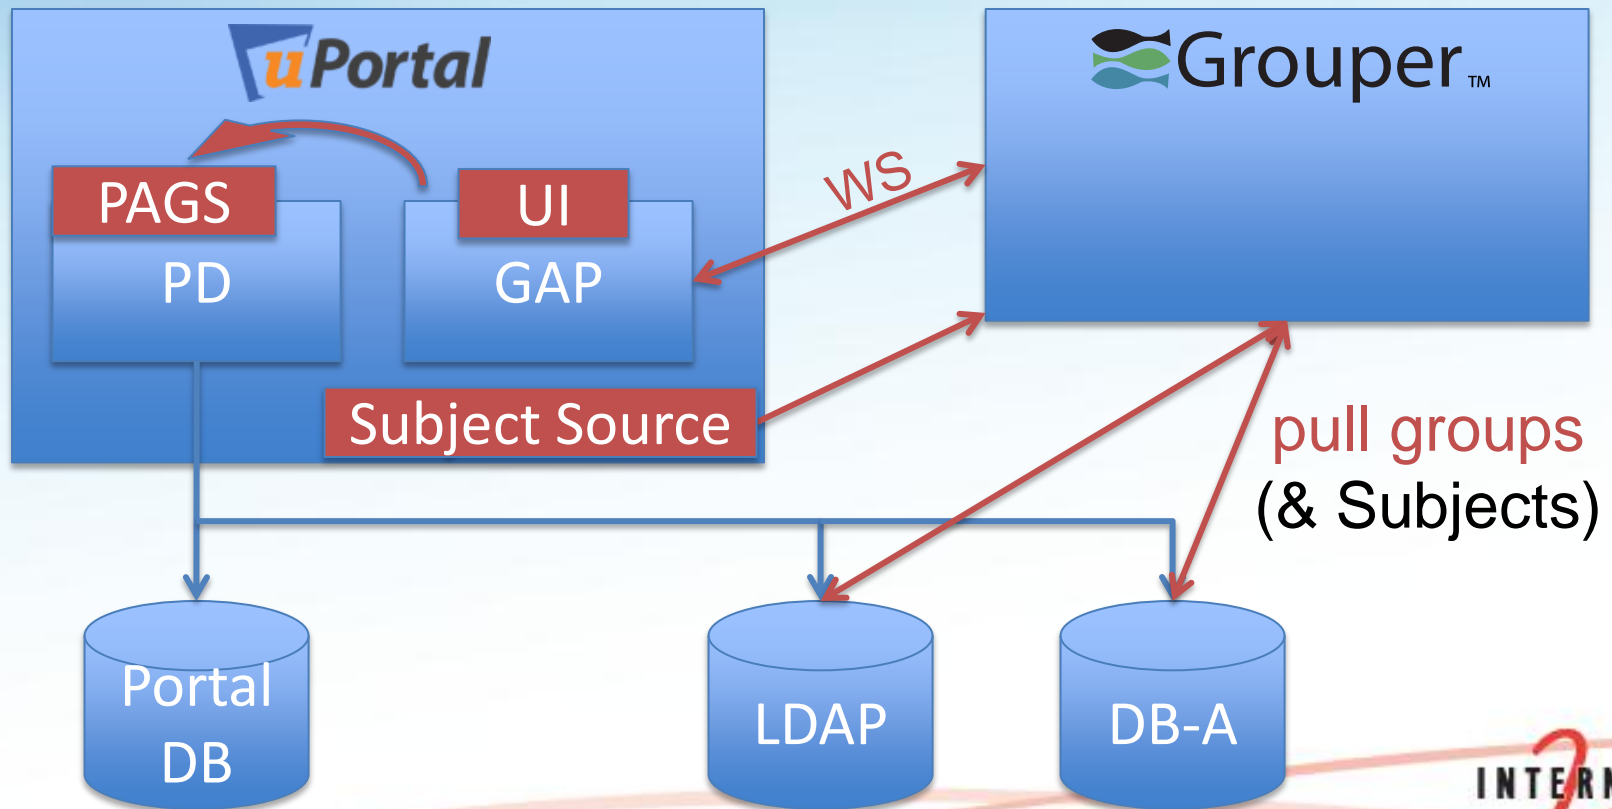 uPortal
Grouper™
PAGS
UI
PD
GAP
WS
Subject Source
pull groups
(& Subjects)
Portal
DB
LDAP
DB-A